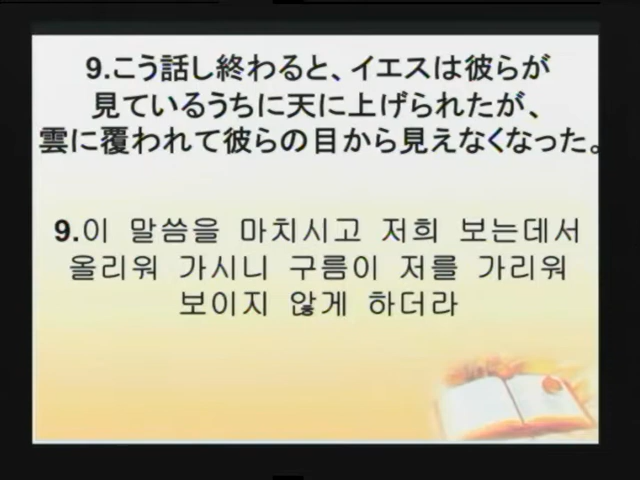 9.こう話し終わると、イエスは彼らが
見ているうちに天に上げられたが、
雲に覆われて彼らの目から見えなくなった。
9.이 말씀을 마치시고 저희 보는데서
올리워 가시니 구름이 저를 가리워
보이지 않게 하더라